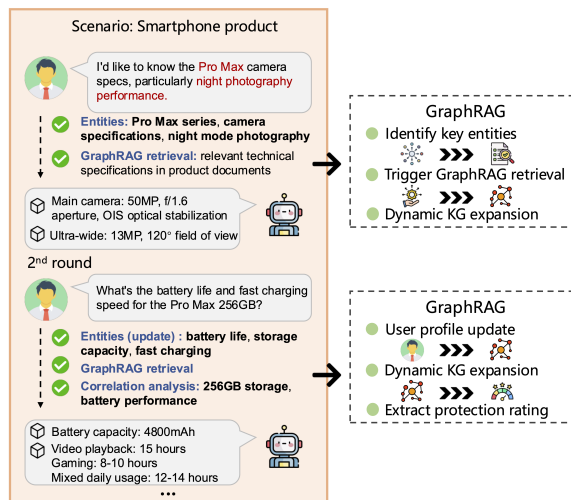 Scenario: Smartphone product
I'd like to know the Pro Max camera
specs, particularly night photography
performance.
Entities: Pro Max series, camera
specifications, night mode photography
GraphRAG retrieval: relevant technical
specifications in product documents
Main camera: 50MP, f/1.6
aperture, OIS optical stabilization
Ultra-wide: 13MP, 120° field of view
2nd round
What's the battery life and fast charging
speed for the Pro Max 256GB?
Entities (update) : battery life, storage
capacity, fast charging
GraphRAG retrieval
Correlation analysis: 256GB storage,
battery performance
Battery capacity: 4800mAh
Video playback: 15 hours
Gaming: 8-10 hours
Mixed daily usage: 12-14 hours
•••
GraphRAG
Identify key entities
Trigger GraphRAG retrieval
Dynamic KG expansion
GraphRAG
User profile update
Dynamic KG expansion
Extract protection rating